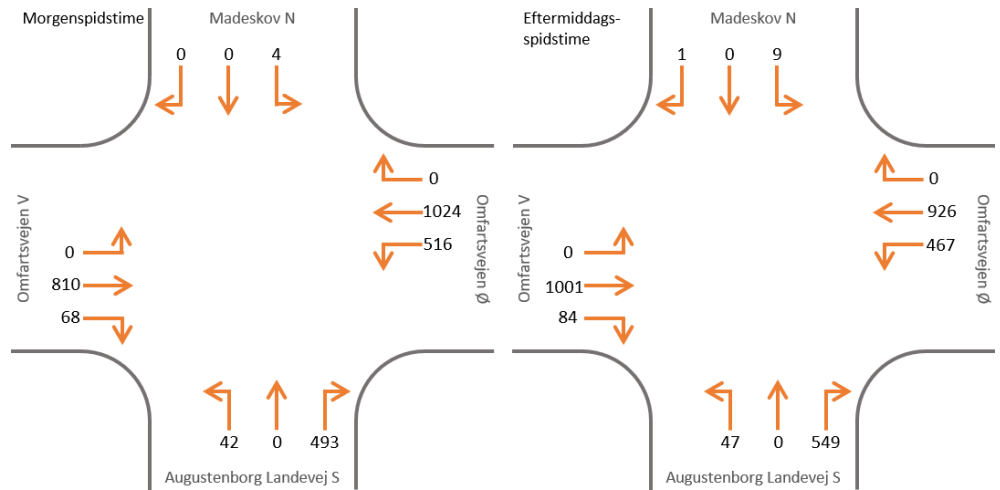 Morgenspidstime
Madeskov N
0 0 4
Omfartsvejen V
0
810
68
0
1024
516
Omfartsvejen Ø
42 0 493
Augustenborg Landevej S
Eftermiddags-
spidstime
Madeskov N
1 0 9
Omfartsvejen V
0
1001
84
0
926
467
Omfartsvejen Ø
47 0 549
Augustenborg Landevej S